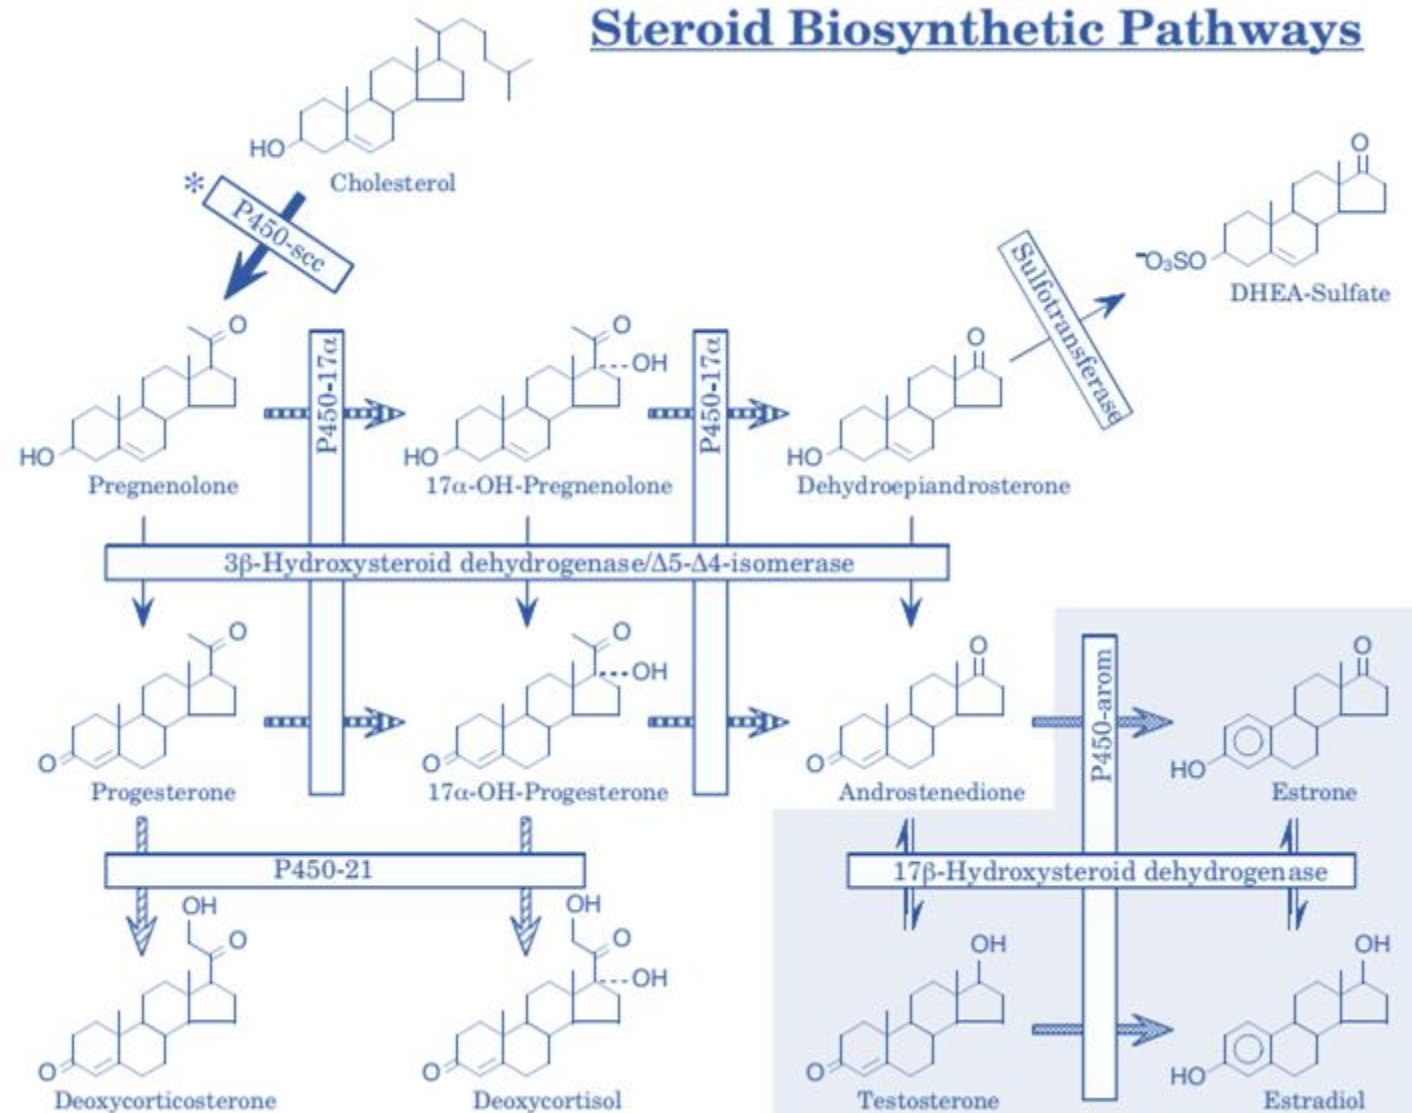 Steroid Biosynthetic Pathways
HO
Cholesterol
*
P450-scc
O
⁻O₃SO
DHEA-Sulfate
Sulfotransferase
O
HO
Pregnenolone
P450-17α
O
OH
HO
17α-OH-Pregnenolone
P450-17α
O
HO
Dehydroepiandrosterone
3β-Hydroxysteroid dehydrogenase/Δ5-Δ4-isomerase
O
O
Progesterone
O
OH
O
17α-OH-Progesterone
O
O
Androstenedione
P450-arom
O
HO
Estrone
P450-21
17β-Hydroxysteroid dehydrogenase
OH
O
O
Deoxycorticosterone
OH
O
OH
O
Deoxycortisol
OH
O
Testosterone
OH
HO
Estradiol